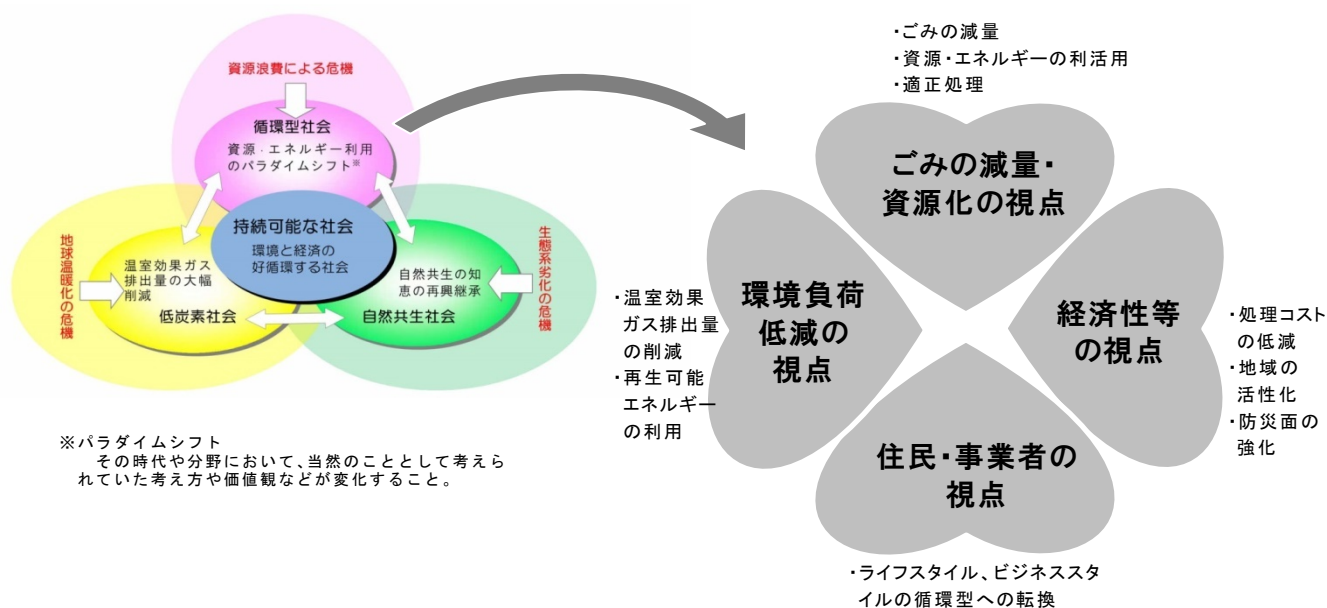 資源浪費による危機
循環型社会
資源・エネルギー利用
のパラダイムシフト※
持続可能な社会
環境と経済の
好循環する社会
地球温暖化の危機
温室効果ガス
排出量の大幅
削減
低炭素社会
自然共生の知
恵の再興継承
自然共生社会
生態系劣化の危機
※パラダイムシフト
その時代や分野において、当然のこととして考えら
れていた考え方や価値観などが変化すること。
・ごみの減量
・資源・エネルギーの利活用
・適正処理
ごみの減量・
資源化の視点
・温室効果
ガス排出量
の削減
・再生可能
エネルギー
の利用
環境負荷
低減の
視点
経済性等
の視点
・処理コスト
の低減
・地域の
活性化
・防災面の
強化
住民・事業者の
視点
・ライフスタイル、ビジネススタ
イルの循環型への転換